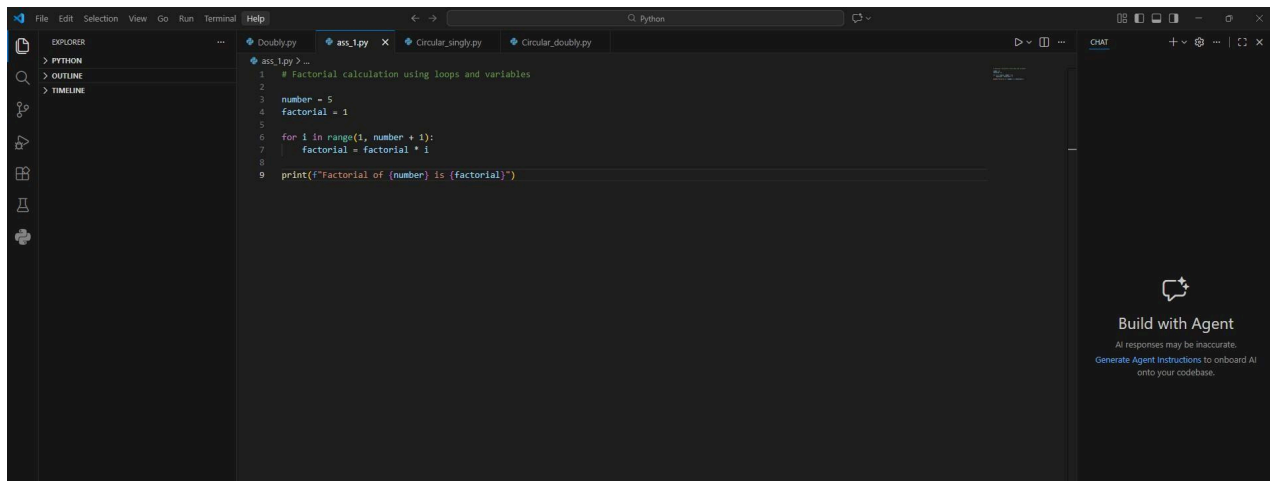 File Edit Selection View Go Run Terminal Help
Python
EXPLORER
PYTHON
OUTLINE
TIMELINE
Doubly.py ass_1.py Circular_singly.py Circular_doubly.py
ass_1.py > ...
1 # Factorial calculation using loops and variables
2
3 number = 5
4 factorial = 1
5
6 for i in range(1, number + 1):
7 factorial = factorial * i
8
9 print(f"Factorial of {number} is {factorial}")
CHAT
Build with Agent
AI responses may be inaccurate.
Generate Agent Instructions to onboard AI
onto your codebase.